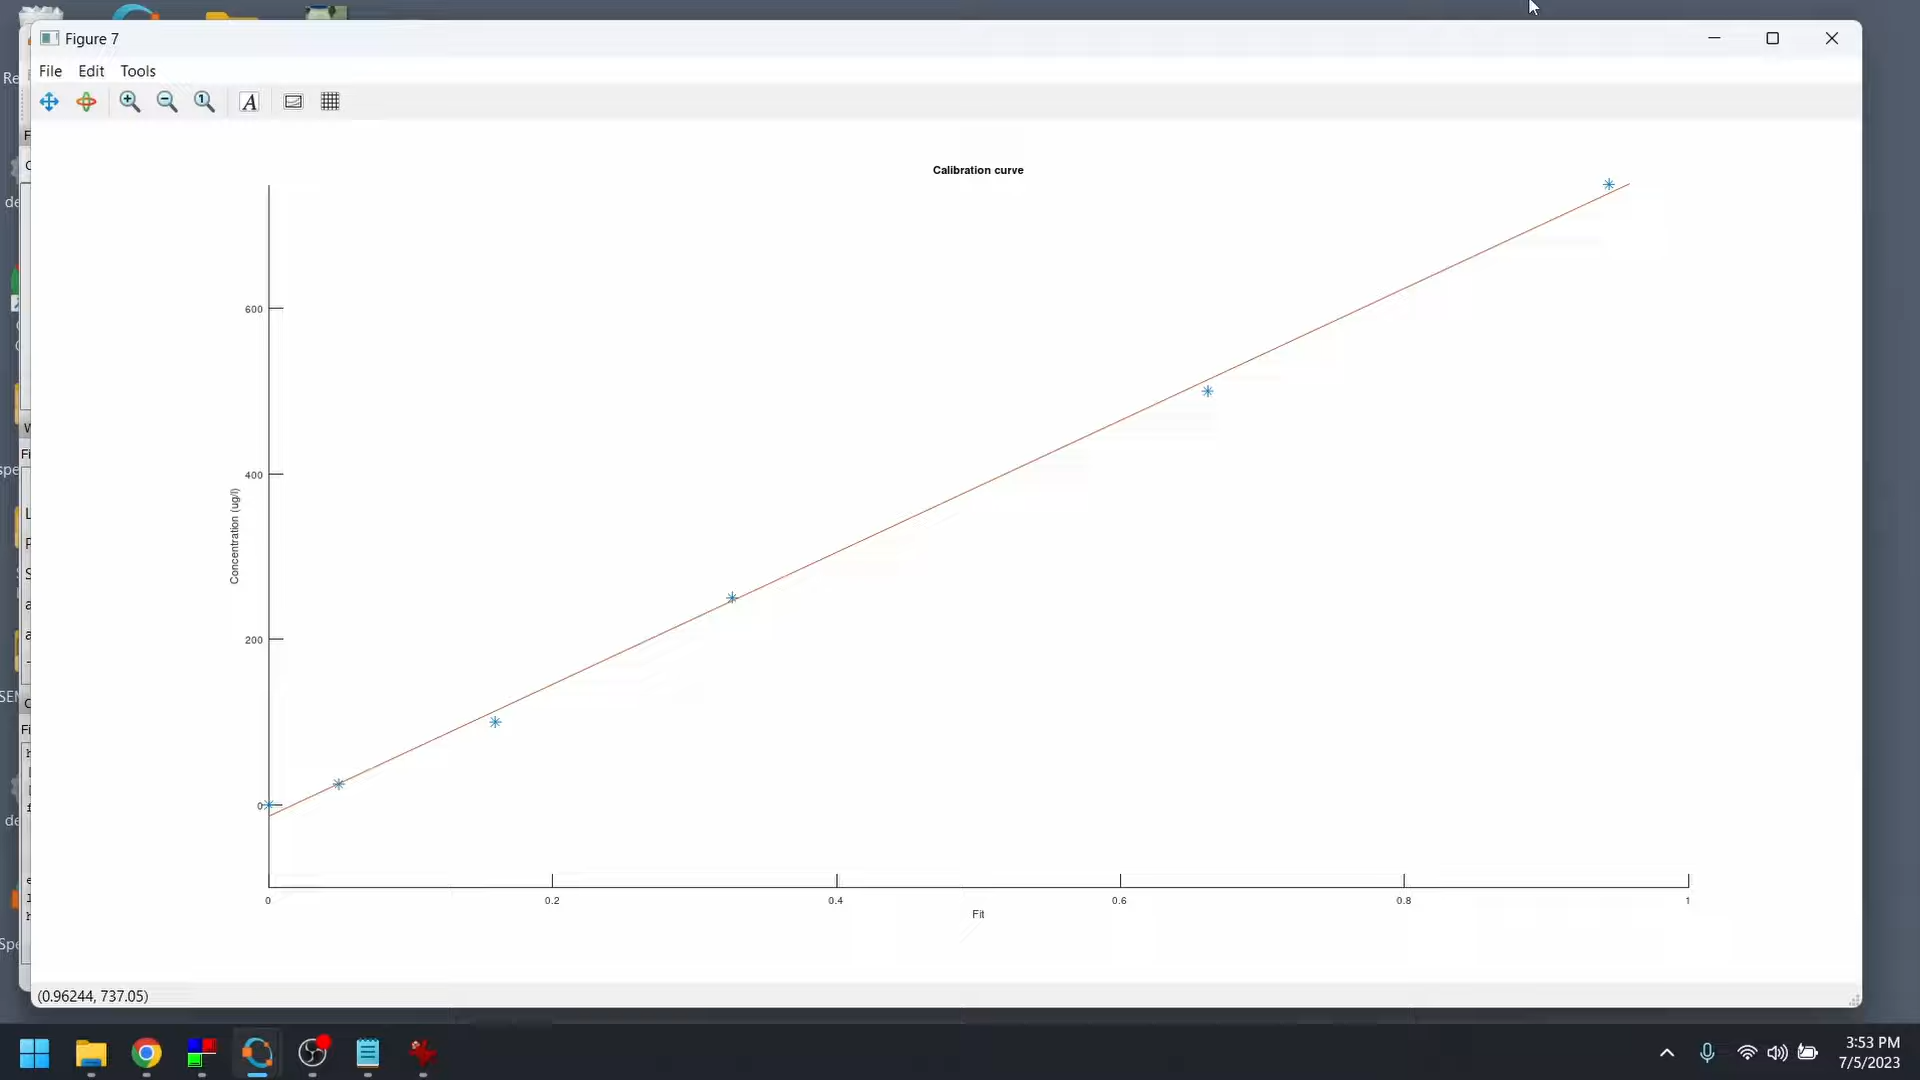 Figure 7
File Edit Tools
Calibration curve
600
400
200
0
Concentration (ug/l)
0 0.2 0.4 0.6 0.8 1
Fit
(0.96244, 737.05)
3:53 PM
7/5/2023